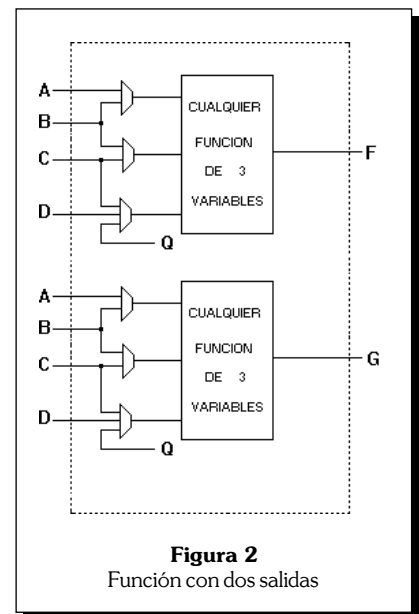 A
B
C
D
Q
CUALQUIER
FUNCION
DE 3
VARIABLES
F
A
B
C
D
Q
CUALQUIER
FUNCION
DE 3
VARIABLES
G
Figura 2
Función con dos salidas